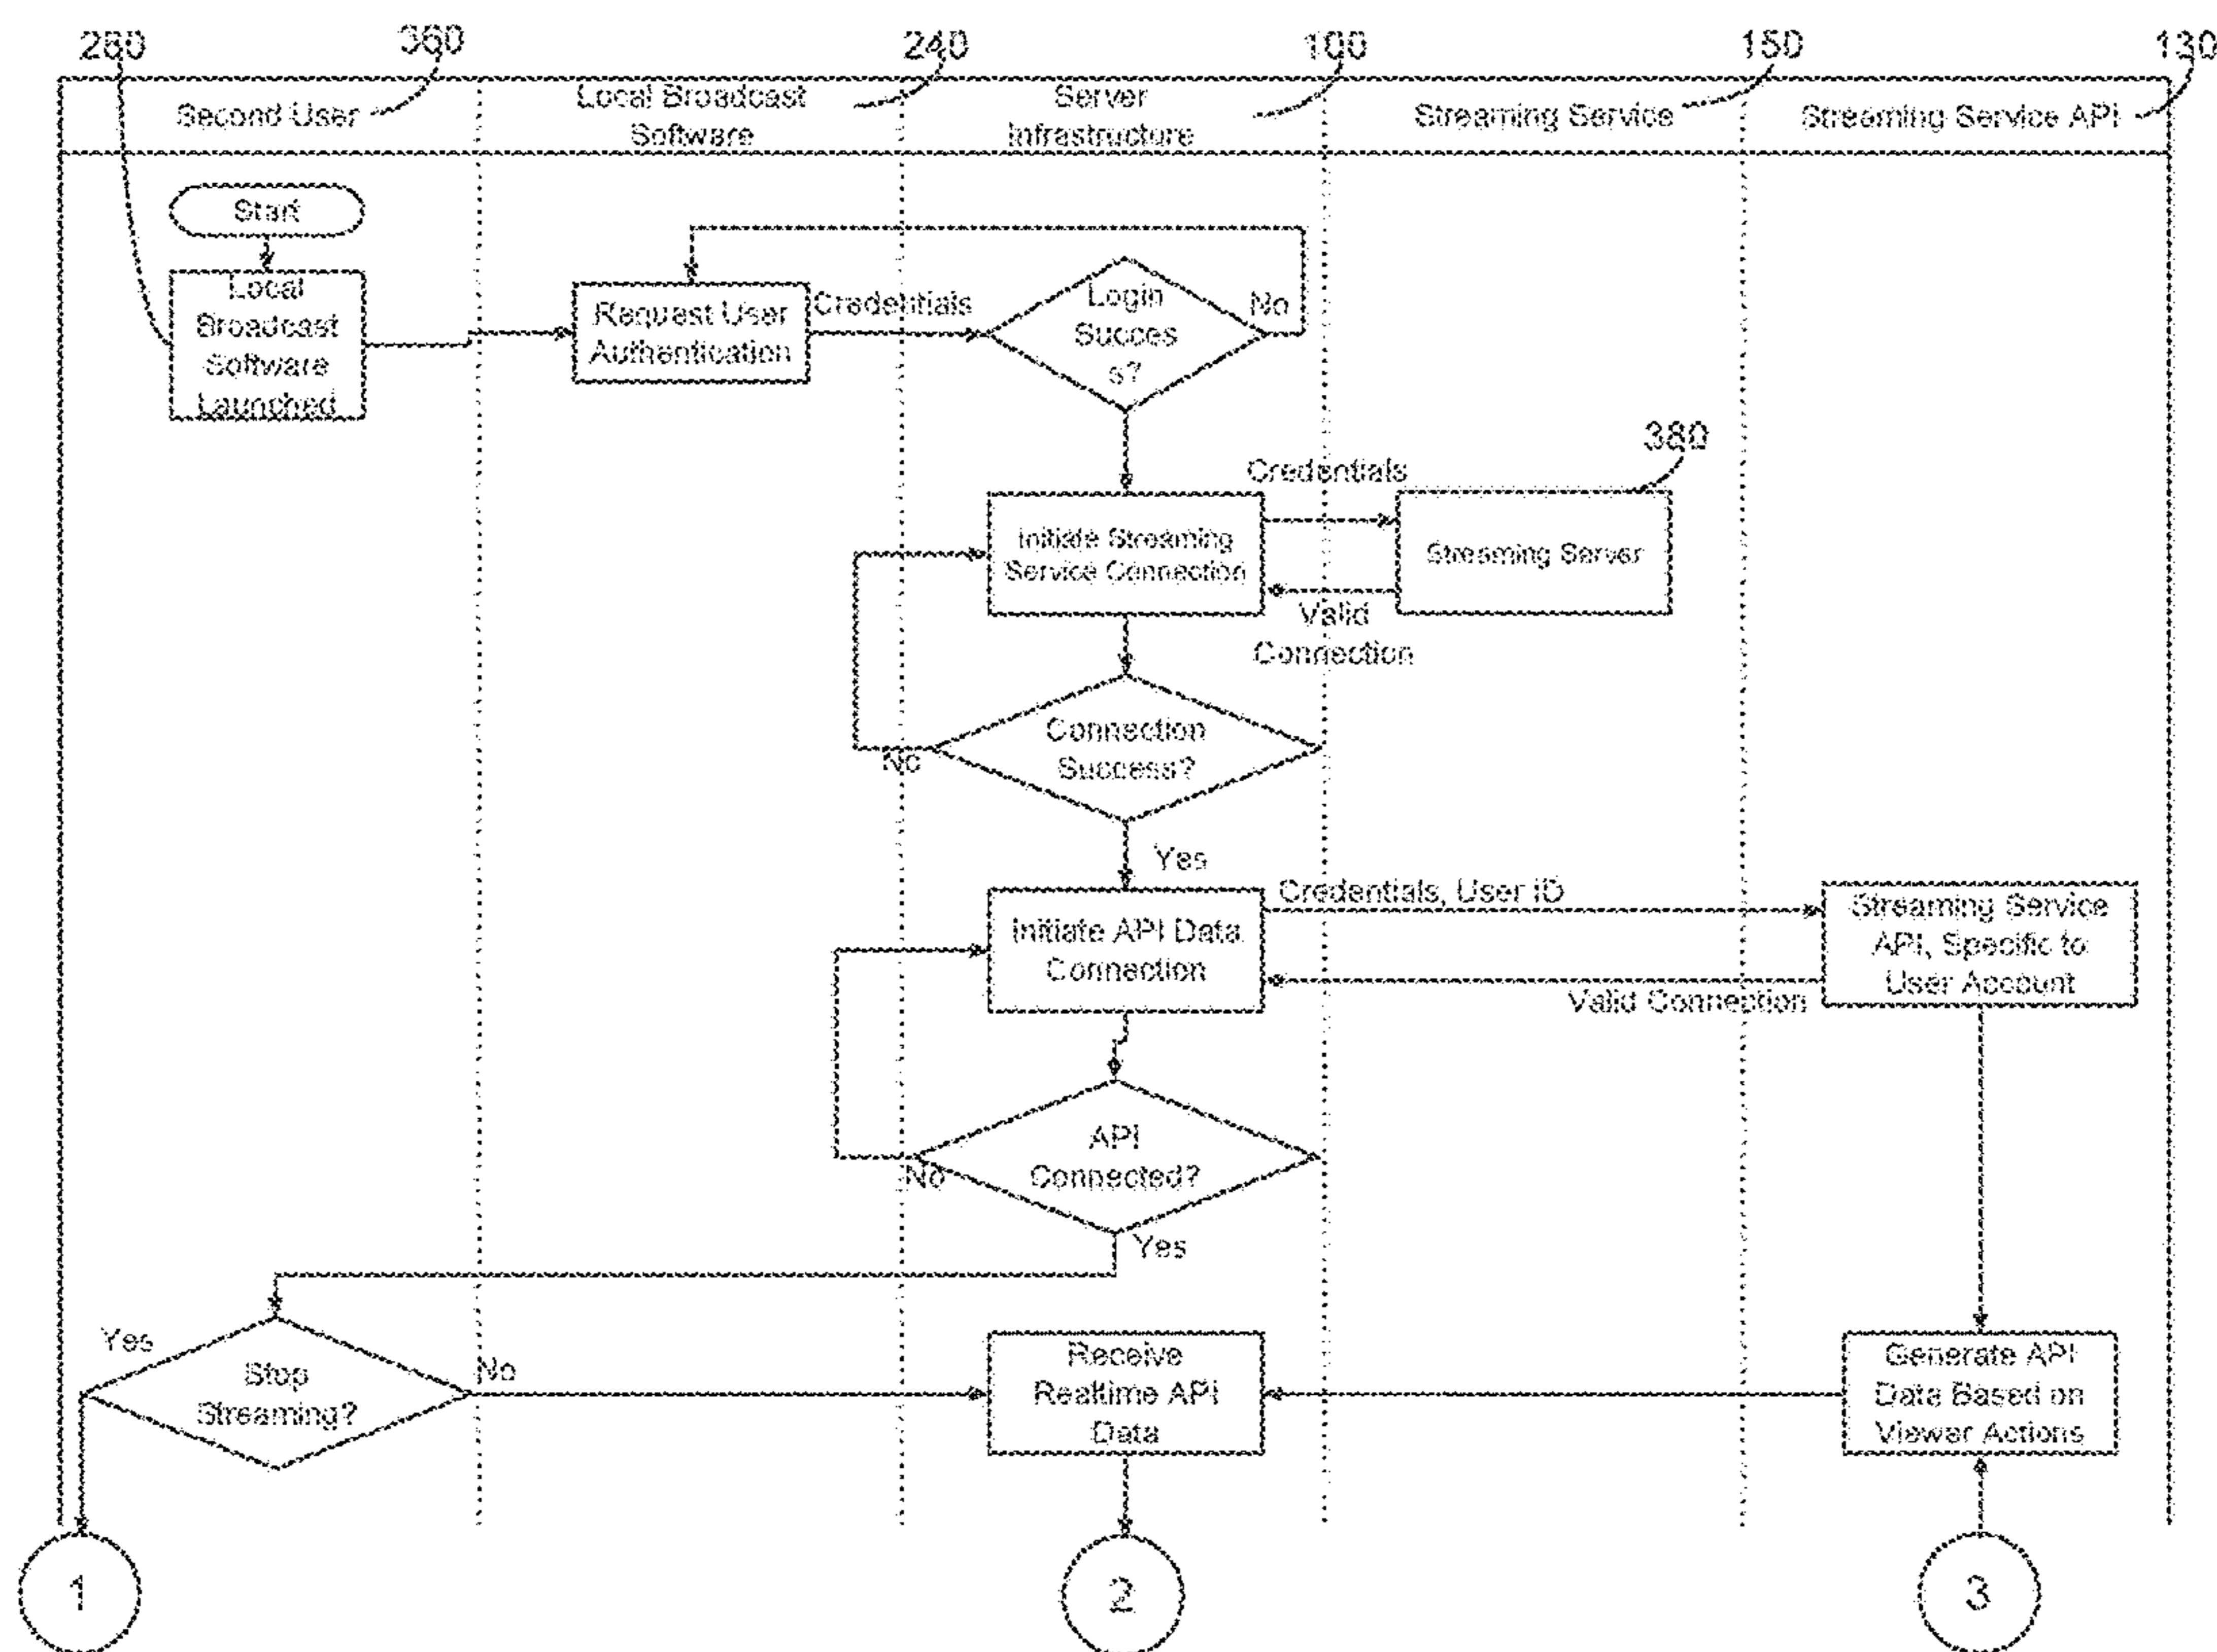 260
360
240
100
150
130
Second User
Local Broadcast
Software
Server
Infrastructure
Streaming Service
Streaming Service API
Start
Local
Broadcast
Software
Launched
Request User
Authentication
Credentials
Login
Succes
s?
No
380
Credentials
Initiate Streaming
Service Connection
Streaming Server
Valid
Connection
Connection
Success?
No
Yes
Initiate API Data
Connection
Credentials, User ID
Streaming Service
API, Specific to
User Account
Valid Connection
API
Connected?
No
Yes
Yes
Stop
Streaming?
No
Receive
Realtime API
Data
Generate API
Data Based on
Viewer Actions
1
2
3